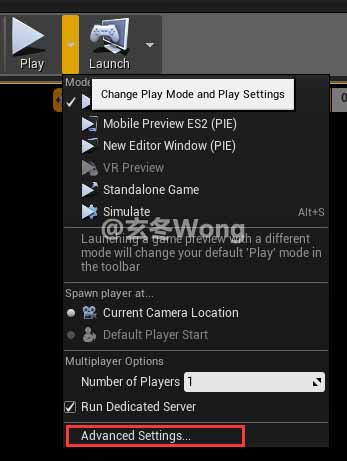 Play
Launch
Mode
Change Play Mode and Play Settings
Mobile Preview ES2 (PIE)
New Editor Window (PIE)
VR Preview
Standalone Game
Simulate Alt+S
@玄冬Wong
Launching a game preview with a different
mode will change your default 'Play' mode in
the toolbar
Spawn player at...
Current Camera Location
Default Player Start
Multiplayer Options
Number of Players 1
Run Dedicated Server
Advanced Settings...